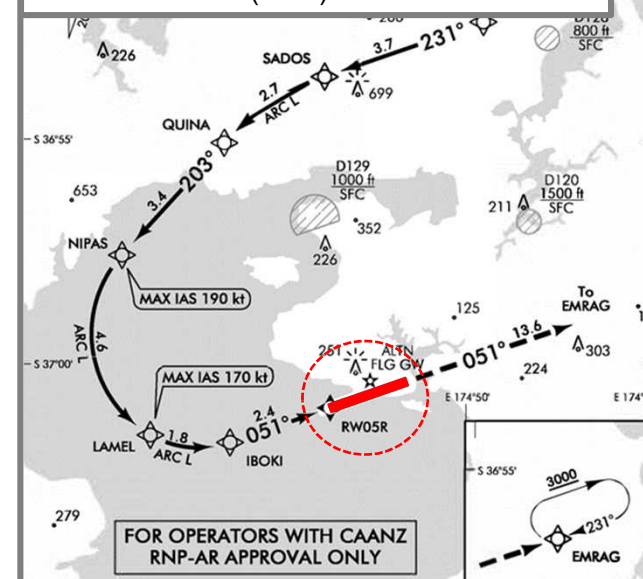 D128
800 ft
SFC
226
3.7
231°
SADOS
699
2.7
ARC L
QUINA
S 36°55'
203°
3.4
653
D129
1000 ft
SFC
352
226
D120
1500 ft
SFC
211
NIPAS
MAX IAS 190 kt
4.6
ARC L
To
EMRAG
125
13.6
051°
303
224
251
ALTN
FLG GW
S 37°00'
MAX IAS 170 kt
E 174°50'
E 174°
2.4
051°
RW05R
LAMEL
1.8
ARC L
IBOKI
S 36°55'
3000
231°
EMRAG
279
FOR OPERATORS WITH CAANZ
RNP-AR APPROVAL ONLY